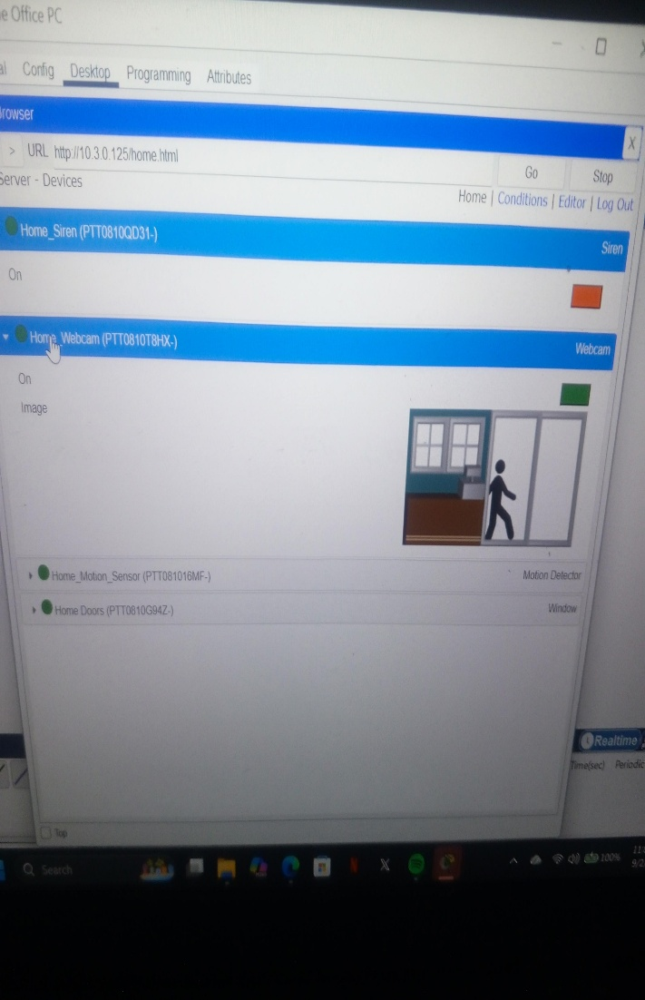 e Office PC
al Config Desktop Programming Attributes
Browser
X
> URL http://10.3.0.125/home.html
Go Stop
Server - Devices
Home | Conditions | Editor | Log Out
Home_Siren (PTT0810QD31-) Siren
On
Home_Webcam (PTT0810T8HX-) Webcam
On
Image
Home_Motion_Sensor (PTT081016MF-) Motion Detector
Home Doors (PTT0810G94Z-) Window
Realtime
Time(sec) Periodic
Top
Search
100%